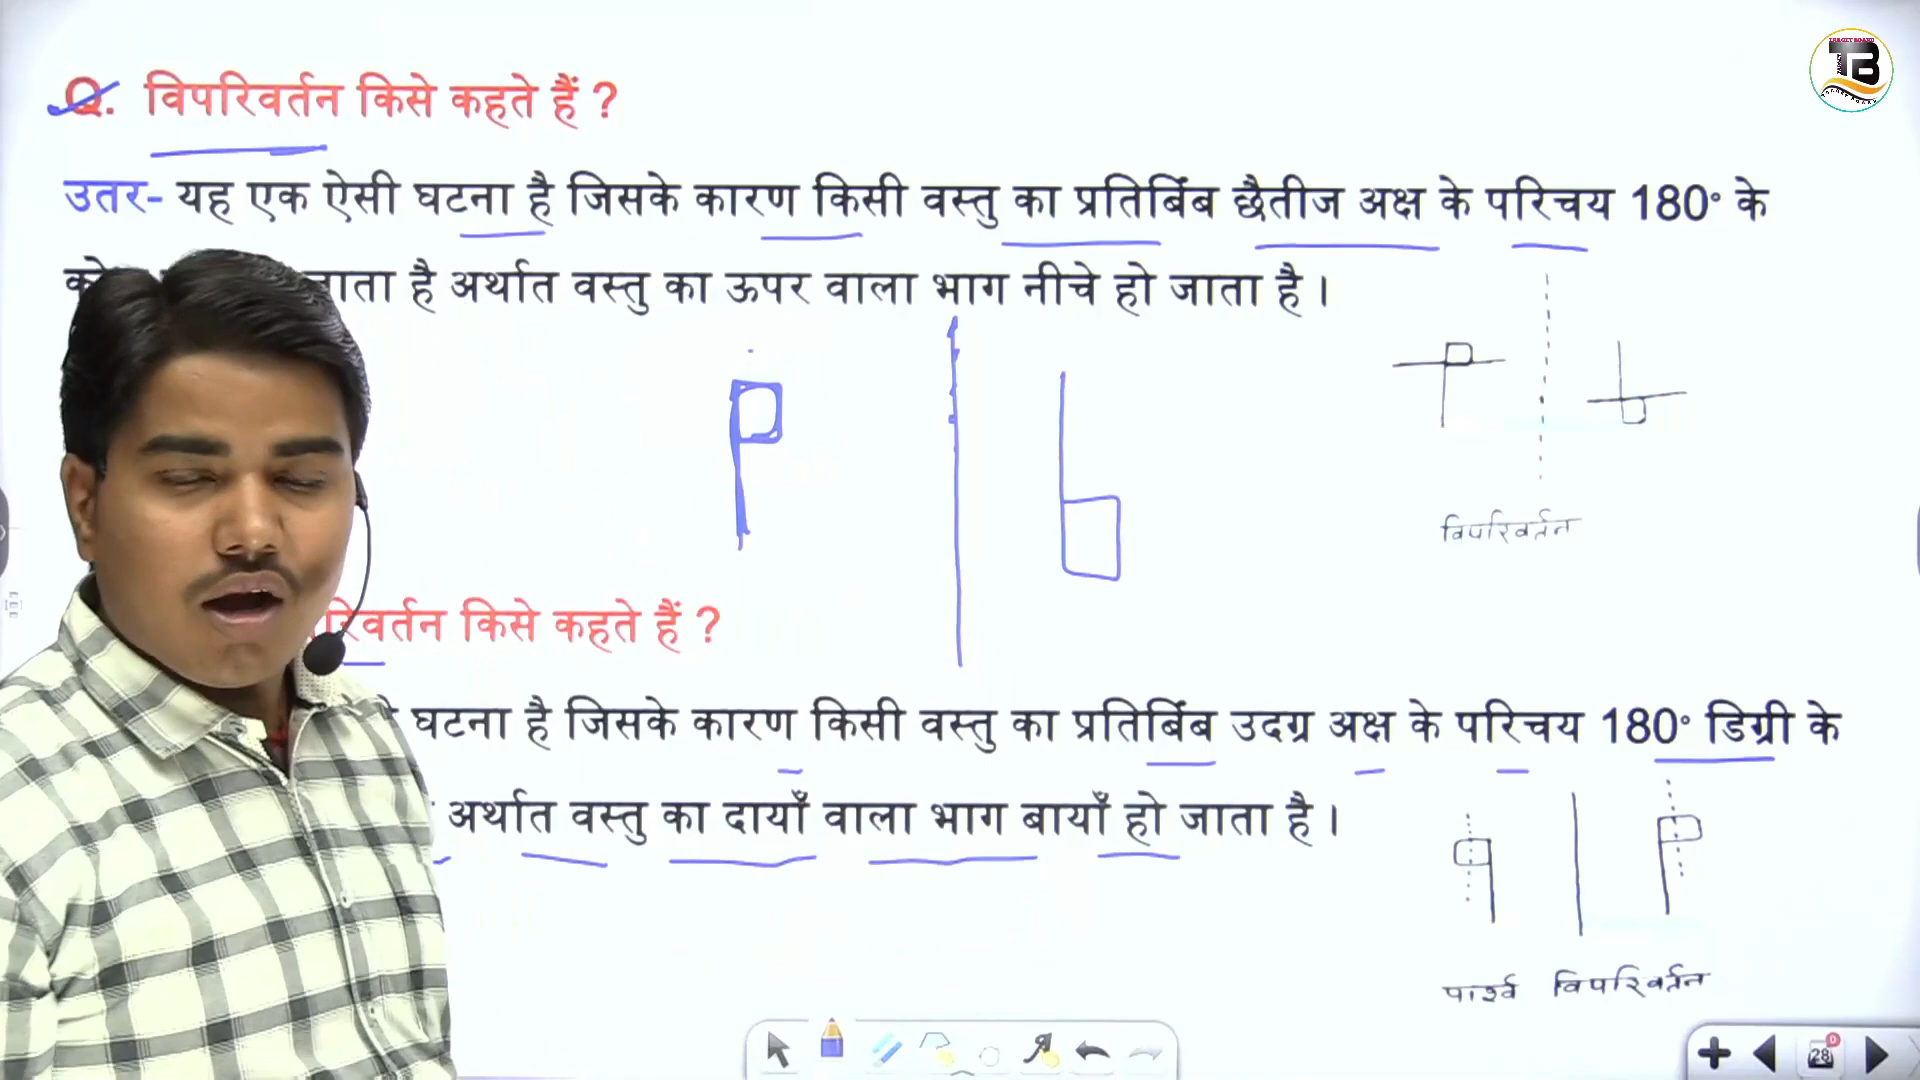 Q. विपरिवर्तन किसे कहते हैं ?
उतर- यह एक ऐसी घटना है जिसके कारण किसी वस्तु का प्रतिबिंब छैतीज अक्ष के परिचय 180° के
जाता है अर्थात वस्तु का ऊपर वाला भाग नीचे हो जाता है ।
P b
विपरिवर्तन
रिवर्तन किसे कहते हैं ?
घटना है जिसके कारण किसी वस्तु का प्रतिबिंब उदग्र अक्ष के परिचय 180° डिग्री के
अर्थात वस्तु का दायाँ वाला भाग बायाँ हो जाता है ।
पार्श्व विपरिवर्तन
TB
28